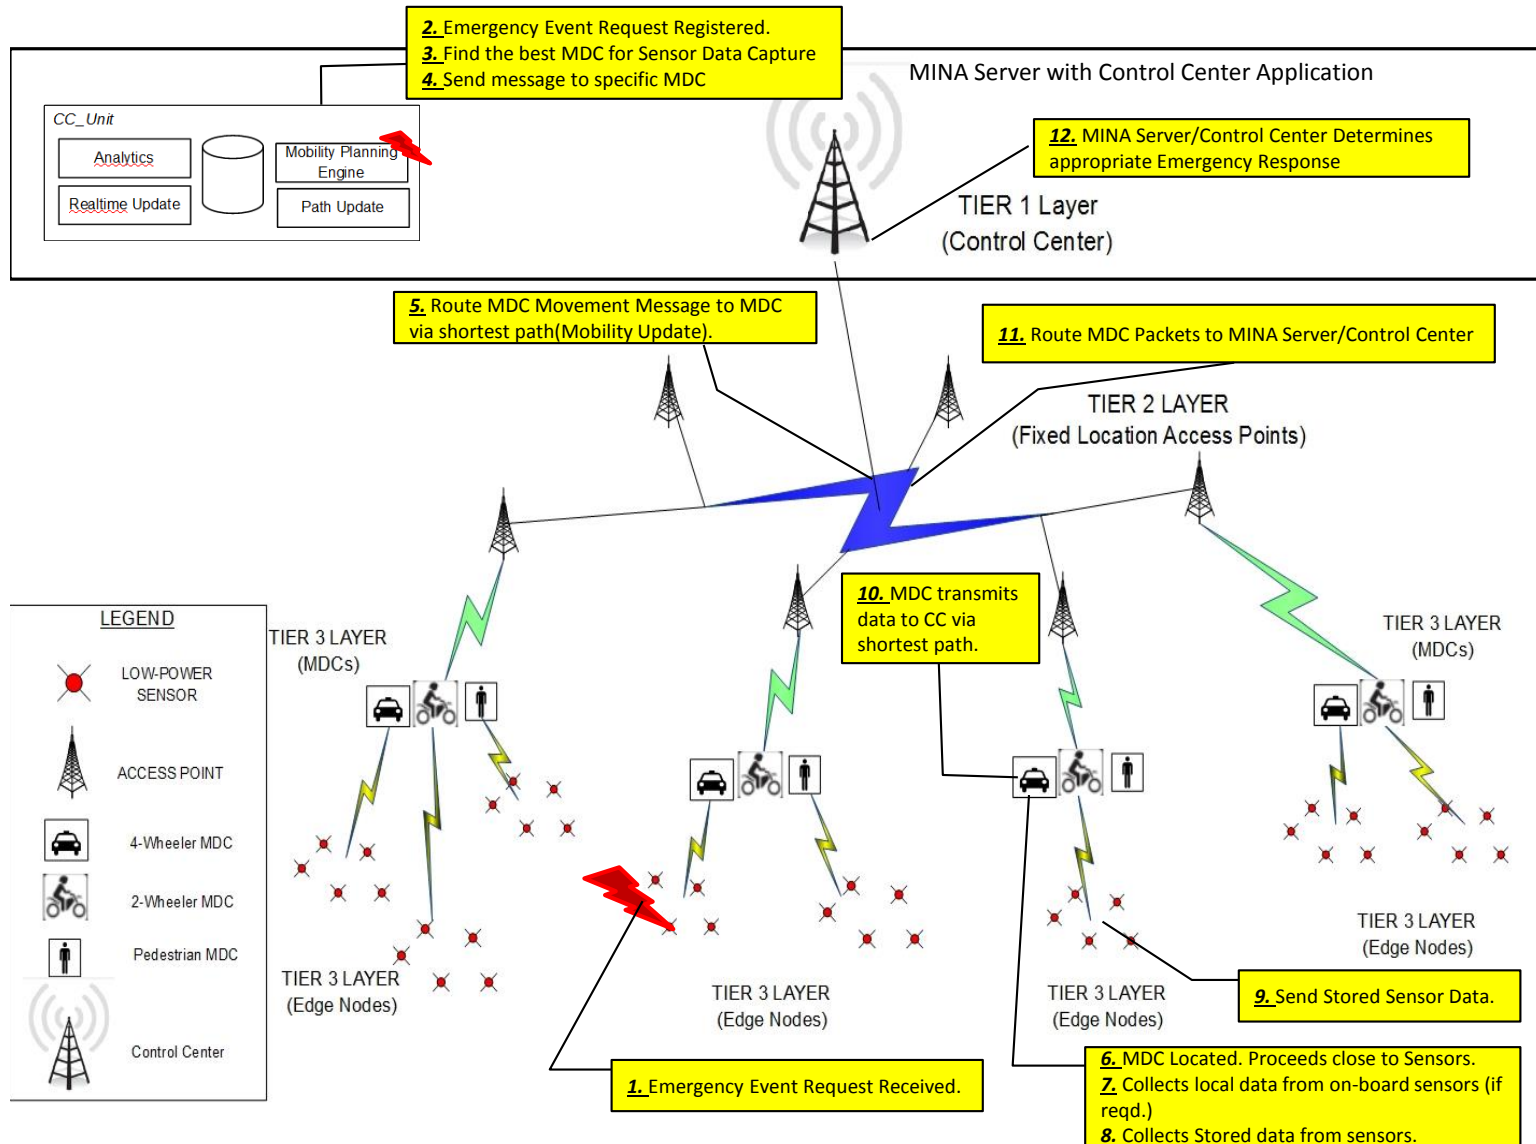 2. Emergency Event Request Registered.
3. Find the best MDC for Sensor Data Capture
4. Send message to specific MDC
MINA Server with Control Center Application
CC_Unit
Analytics
Mobility Planning
Engine
Realtime Update
Path Update
12. MINA Server/Control Center Determines
appropriate Emergency Response
TIER 1 Layer
(Control Center)
5. Route MDC Movement Message to MDC
via shortest path(Mobility Update).
11. Route MDC Packets to MINA Server/Control Center
TIER 2 LAYER
(Fixed Location Access Points)
10. MDC transmits
data to CC via
shortest path.
LEGEND
LOW-POWER
SENSOR
ACCESS POINT
4-Wheeler MDC
2-Wheeler MDC
Pedestrian MDC
Control Center
TIER 3 LAYER
(MDCs)
TIER 3 LAYER
(MDCs)
TIER 3 LAYER
(Edge Nodes)
TIER 3 LAYER
(Edge Nodes)
TIER 3 LAYER
(Edge Nodes)
TIER 3 LAYER
(Edge Nodes)
9. Send Stored Sensor Data.
1. Emergency Event Request Received.
6. MDC Located. Proceeds close to Sensors.
7. Collects local data from on-board sensors (if
reqd.)
8. Collects Stored data from sensors.